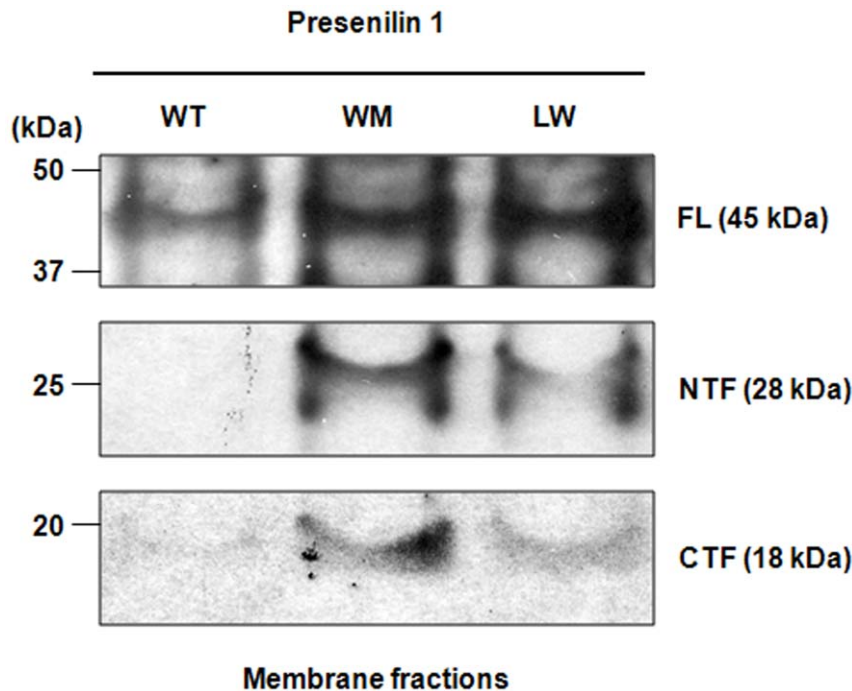 Presenilin 1
(kDa) WT WM LW
50
FL (45 kDa)
37
25 NTF (28 kDa)
20
CTF (18 kDa)
Membrane fractions